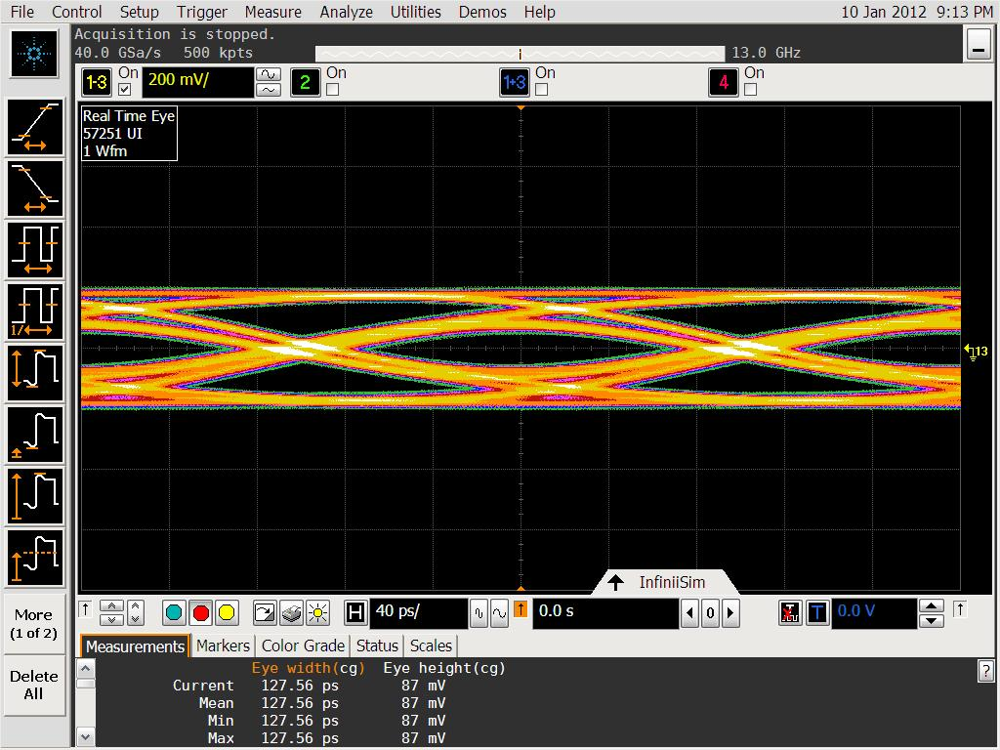 File Control Setup Trigger Measure Analyze Utilities Demos Help 10 Jan 2012 9:13 PM
Acquisition is stopped.
40.0 GSa/s 500 kpts 13.0 GHz
1-3 On 200 mV/ 2 On 1+3 On 4 On
Real Time Eye
57251 UI
1 Wfm
13
1/
InfiniiSim
More
(1 of 2)
H 40 ps/ 0.0 s 0 T 0.0 V
Measurements Markers Color Grade Status Scales
Delete
All
Eye width(cg) Eye height(cg)
?
Current 127.56 ps 87 mV
Mean 127.56 ps 87 mV
Min 127.56 ps 87 mV
Max 127.56 ps 87 mV